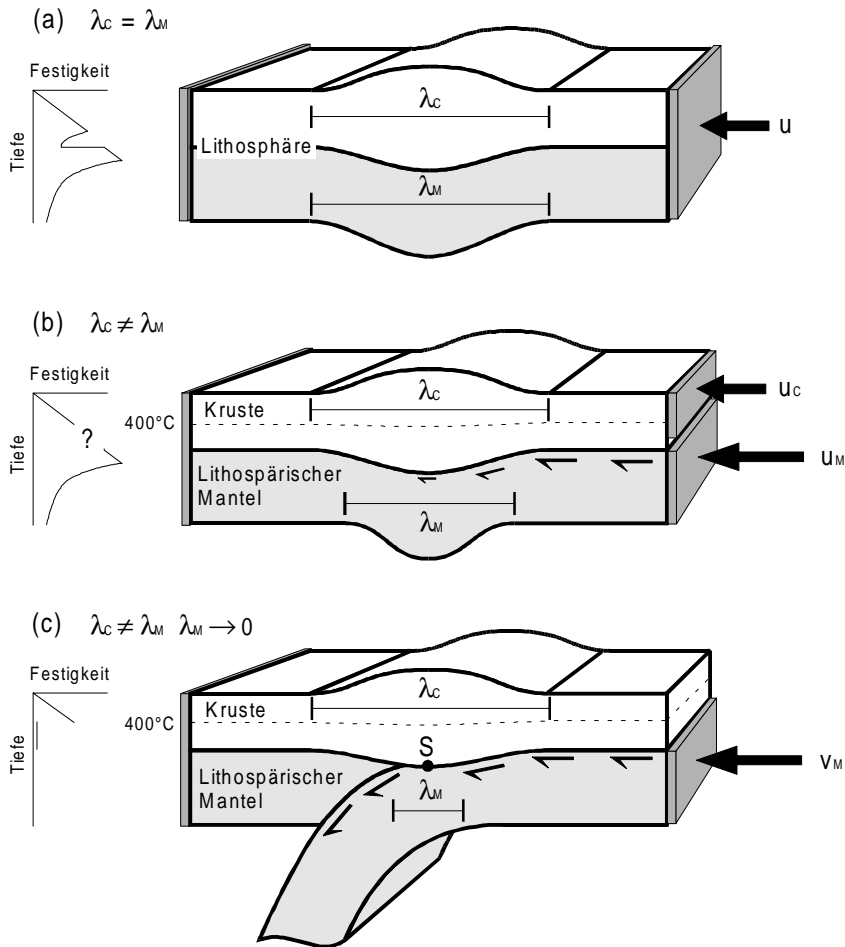 (a) λC = λM
Festigkeit
Tiefe
λC
Lithosphäre
λM
u
(b) λC ≠ λM
Festigkeit
Tiefe
?
400°C
Kruste
λC
uC
Lithospärischer
Mantel
λM
uM
(c) λC ≠ λM λM → 0
Festigkeit
Tiefe
400°C
Kruste
λC
S
Lithospärischer
Mantel
λM
vM